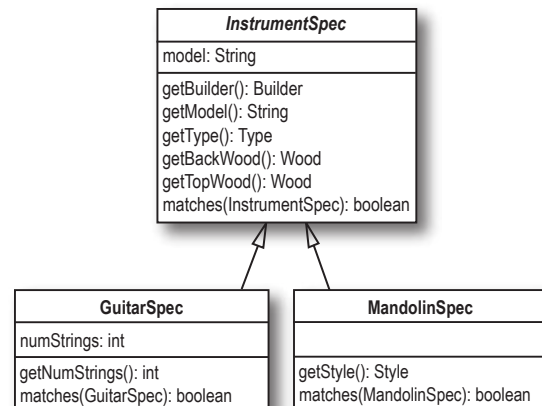 InstrumentSpec
model: String
getBuilder(): Builder
getModel(): String
getType(): Type
getBackWood(): Wood
getTopWood(): Wood
matches(InstrumentSpec): boolean
GuitarSpec
numStrings: int
getNumStrings(): int
matches(GuitarSpec): boolean
MandolinSpec
getStyle(): Style
matches(MandolinSpec): boolean